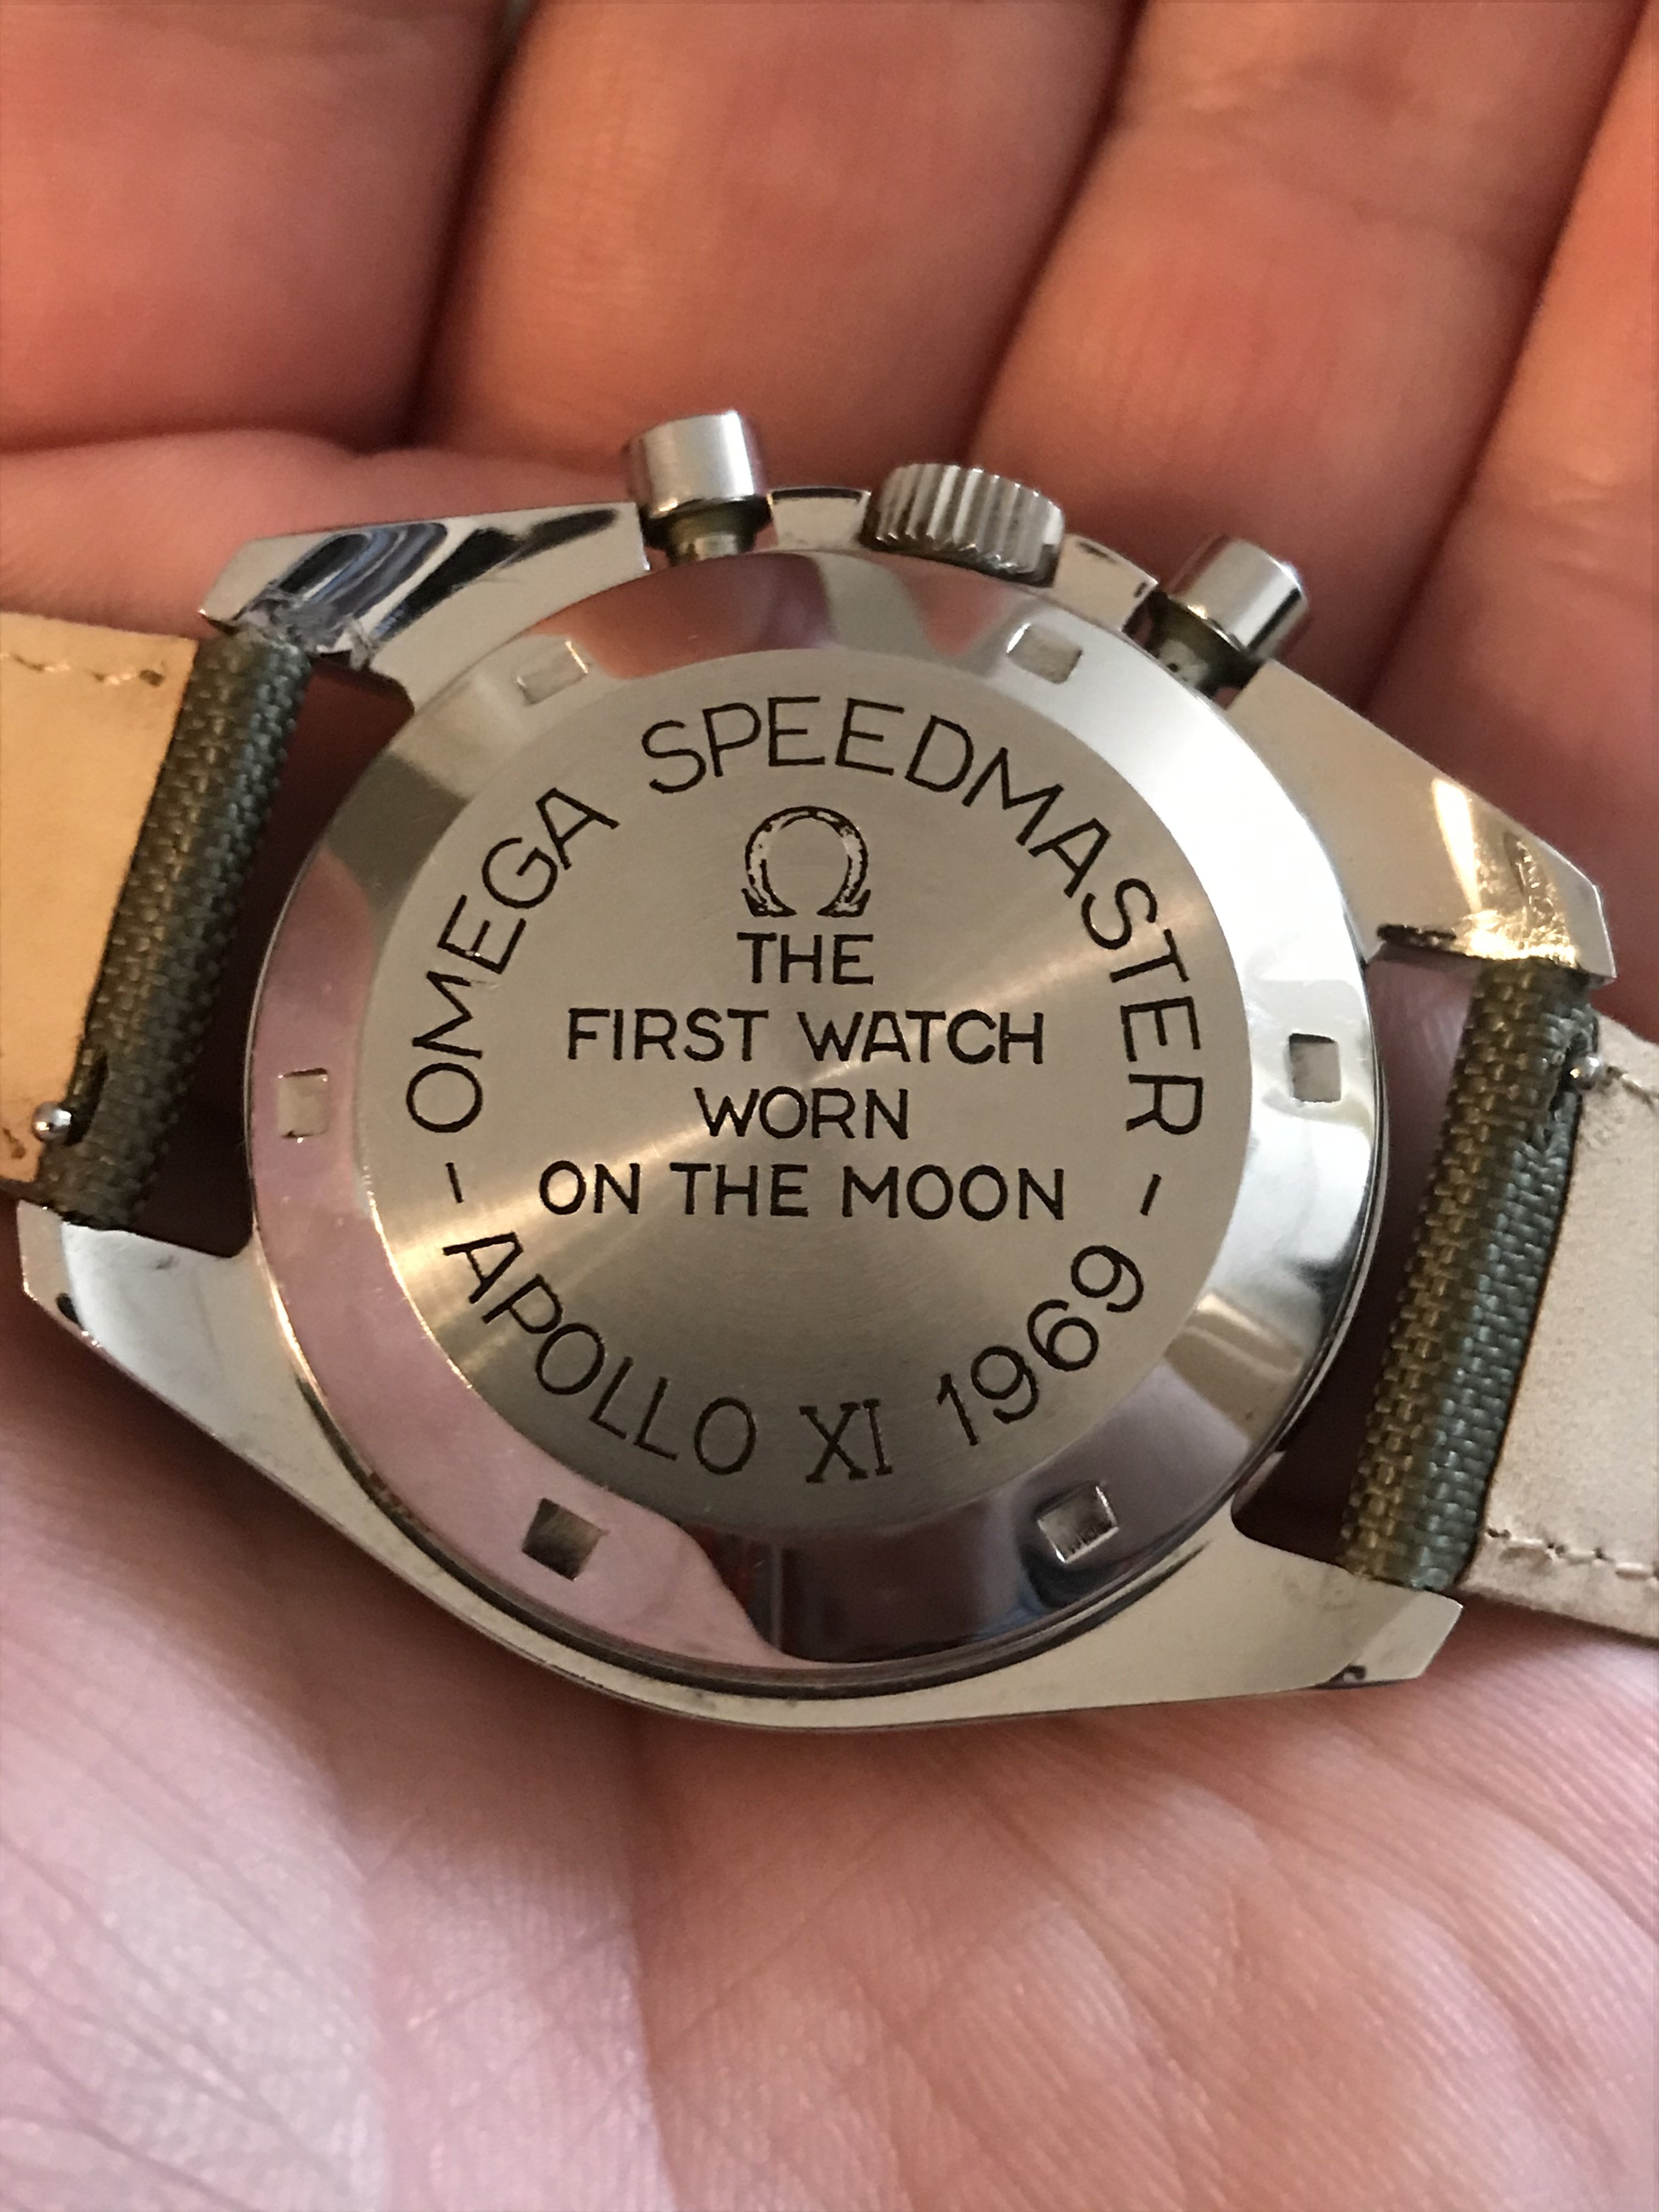 OMEGA SPEEDMASTER
Ω
THE
FIRST WATCH
WORN
ON THE MOON
- APOLLO XI 1969 -